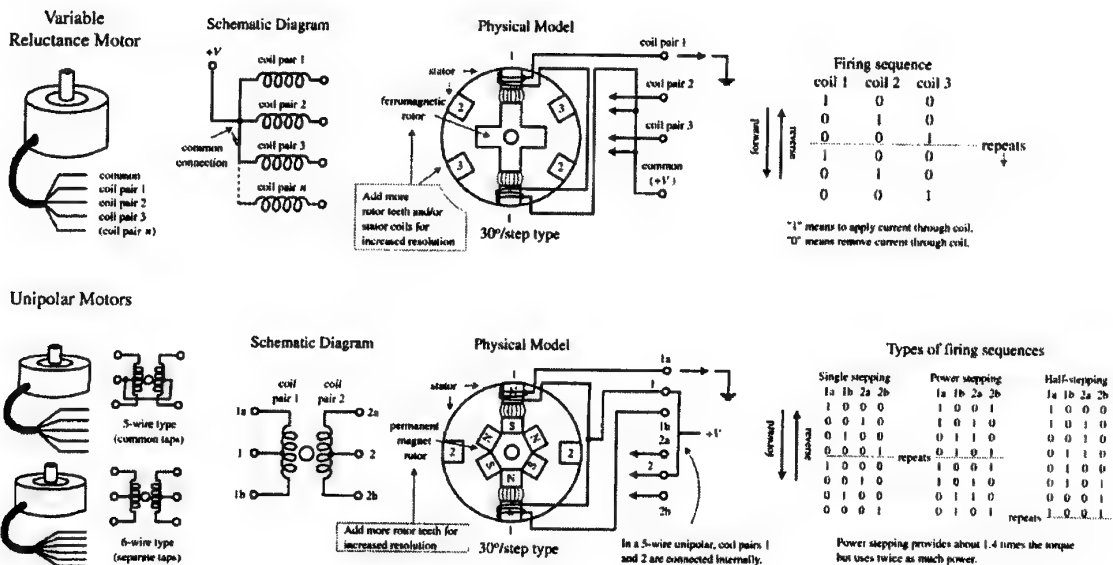 Variable
Reluctance Motor
common
coil pair 1
coil pair 2
coil pair 3
(coil pair n)
Schematic Diagram
+V
coil pair 1
coil pair 2
coil pair 3
coil pair n
common
connection
Physical Model
stator
ferromagnetic
rotor
2
3
3
2
coil pair 1
coil pair 2
coil pair 3
common
(+V)
Add more
rotor teeth and/or
stator coils for
increased resolution
30°/step type
Firing sequence
coil 1 coil 2 coil 3
1 0 0
0 1 0
0 0 1
repeats
1 0 0
0 1 0
0 0 1
forward
reverse
"1" means to apply current through coil.
"0" means remove current through coil.
Unipolar Motors
5-wire type
(common taps)
6-wire type
(separate taps)
Schematic Diagram
coil
pair 1
coil
pair 2
1a
1
1b
2a
2
2b
Physical Model
stator
permanent
magnet
rotor
2
S
N
N
S
S
N
2
1a
1
1b
2a
2
2b
+V
Add more rotor teeth for
increased resolution
30°/step type
In a 5-wire unipolar, coil pairs 1
and 2 are connected internally.
Types of firing sequences
forward
reverse
Single stepping
1a 1b 2a 2b
1 0 0 0
0 0 1 0
0 1 0 0
0 0 0 1
repeats
1 0 0 0
0 0 1 0
0 1 0 0
0 0 0 1
Power stepping
1a 1b 2a 2b
1 0 0 1
1 0 1 0
0 1 1 0
0 1 0 1
1 0 0 1
1 0 1 0
0 1 1 0
0 1 0 1
Half-stepping
1a 1b 2a 2b
1 0 0 0
1 0 1 0
0 0 1 0
0 1 1 0
0 1 0 0
0 1 0 1
0 0 0 1
repeats
1 0 0 1
Power stepping provides about 1.4 times the torque
but uses twice as much power.